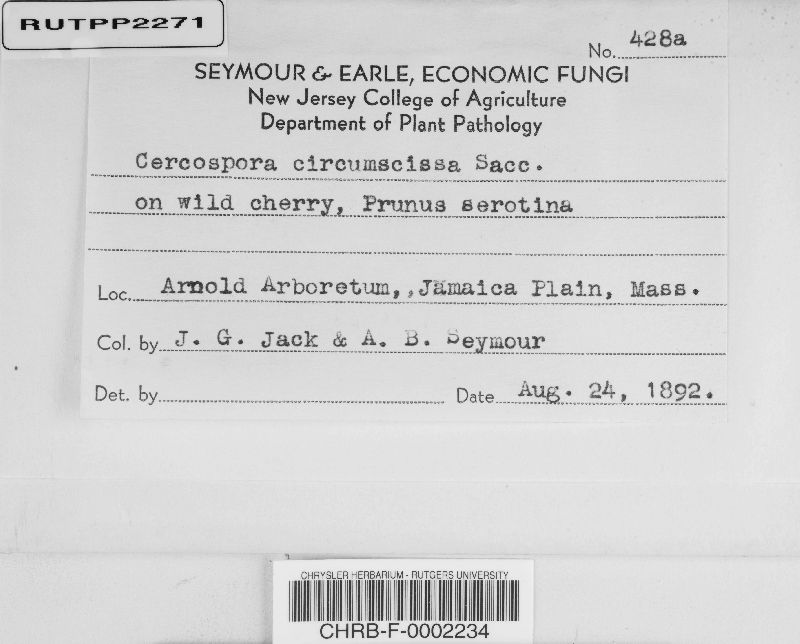 RUTPP2271
No. 428a
SEYMOUR & EARLE, ECONOMIC FUNGI
New Jersey College of Agriculture
Department of Plant Pathology
Cercospora circumscissa Sacc.
on wild cherry, Prunus serotina
Loc. Arnold Arboretum,,Jamaica Plain, Mass.
Col. by J. G. Jack & A. B. Seymour
Det. by Date Aug. 24, 1892.
CHRYSLER HERBARIUM - RUTGERS UNIVERSITY
CHRB-F-0002234